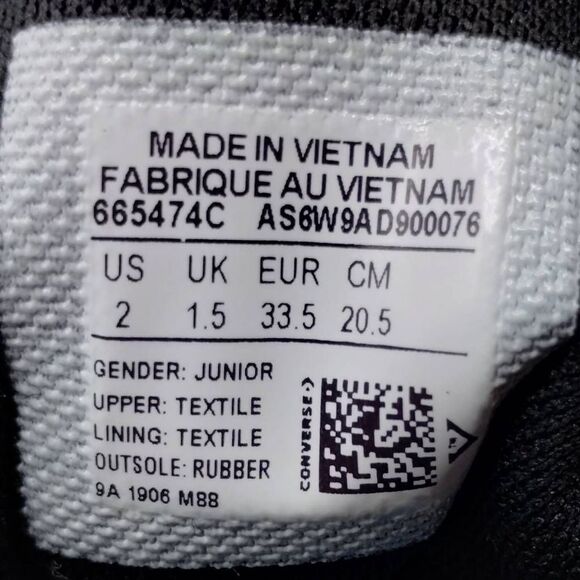 MADE IN VIETNAM
FABRIQUE AU VIETNAM
665474C AS6W9AD900076
US UK EUR CM
2 1.5 33.5 20.5
GENDER: JUNIOR
UPPER: TEXTILE
LINING: TEXTILE
OUTSOLE: RUBBER
9A 1906 M88
CONVERSE